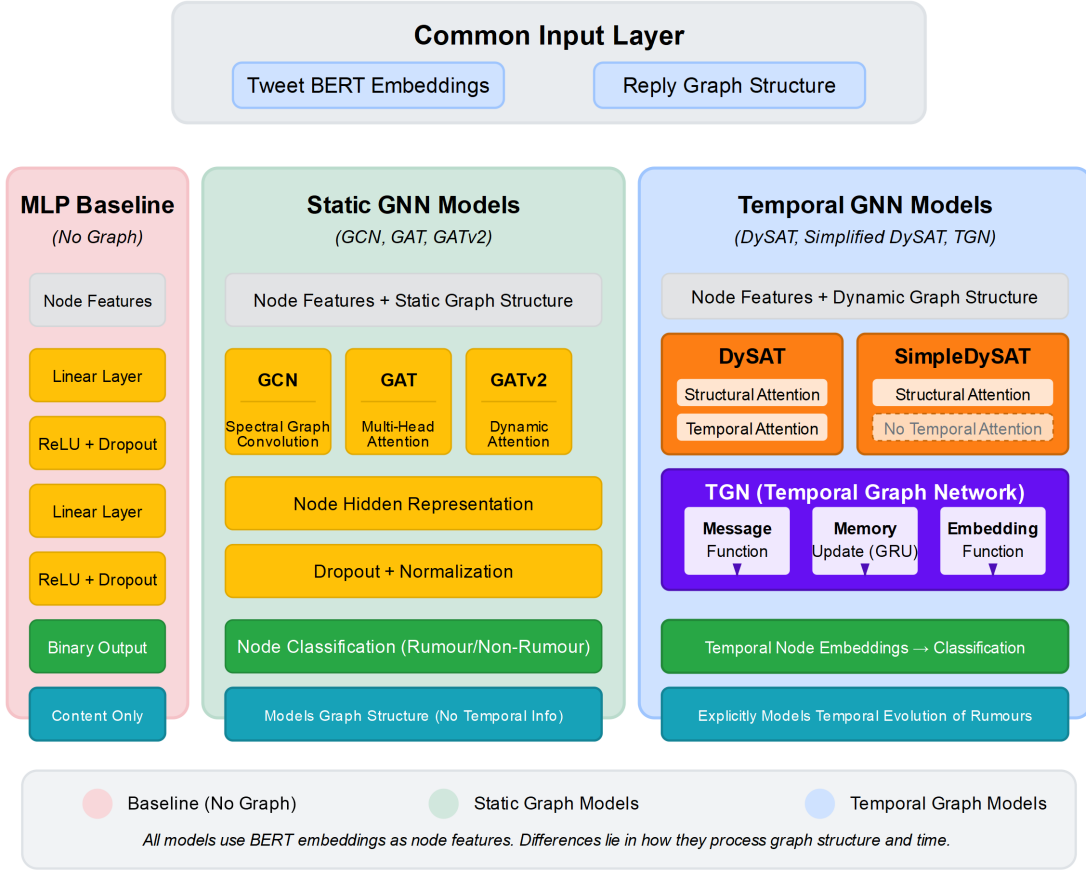 Common Input Layer
Tweet BERT Embeddings
Reply Graph Structure
MLP Baseline
(No Graph)
Node Features
Linear Layer
ReLU + Dropout
Linear Layer
ReLU + Dropout
Binary Output
Content Only
Static GNN Models
(GCN, GAT, GATv2)
Node Features + Static Graph Structure
GCN
Spectral Graph
Convolution
GAT
Multi-Head
Attention
GATv2
Dynamic
Attention
Node Hidden Representation
Dropout + Normalization
Node Classification (Rumour/Non-Rumour)
Models Graph Structure (No Temporal Info)
Temporal GNN Models
(DySAT, Simplified DySAT, TGN)
Node Features + Dynamic Graph Structure
DySAT
Structural Attention
Temporal Attention
SimpleDySAT
Structural Attention
No Temporal Attention
TGN (Temporal Graph Network)
Message
Function
Memory
Update (GRU)
Embedding
Function
Temporal Node Embeddings → Classification
Explicitly Models Temporal Evolution of Rumours
Baseline (No Graph)
Static Graph Models
Temporal Graph Models
All models use BERT embeddings as node features. Differences lie in how they process graph structure and time.